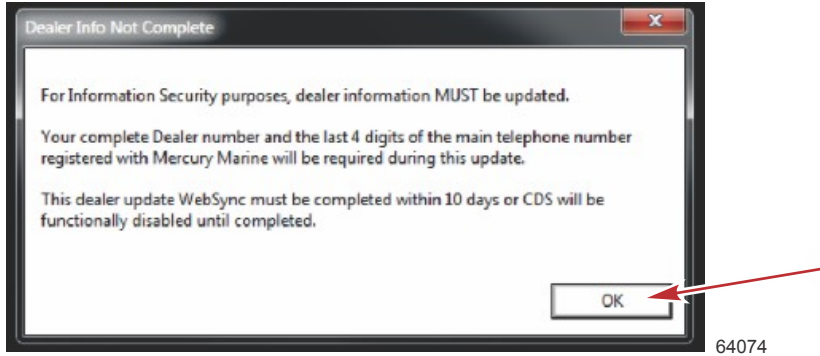 Dealer Info Not Complete
For Information Security purposes, dealer information MUST be updated.
Your complete Dealer number and the last 4 digits of the main telephone number
registered with Mercury Marine will be required during this update.
This dealer update WebSync must be completed within 10 days or CDS will be
functionally disabled until completed.
OK
64074